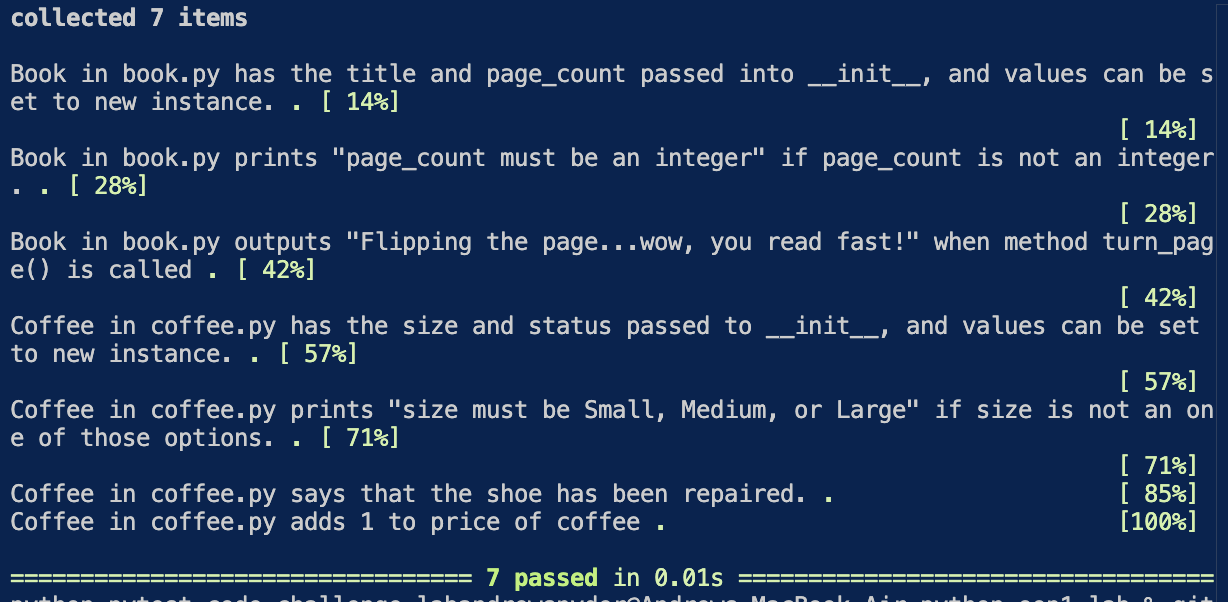 collected 7 items
Book in book.py has the title and page_count passed into __init__, and values can be s
et to new instance. . [ 14%]
[ 14%]
Book in book.py prints "page_count must be an integer" if page_count is not an integer
. . [ 28%]
[ 28%]
Book in book.py outputs "Flipping the page...wow, you read fast!" when method turn_pag
e() is called . [ 42%]
[ 42%]
Coffee in coffee.py has the size and status passed to __init__, and values can be set
to new instance. . [ 57%]
[ 57%]
Coffee in coffee.py prints "size must be Small, Medium, or Large" if size is not an on
e of those options. . [ 71%]
[ 71%]
Coffee in coffee.py says that the shoe has been repaired. . [ 85%]
Coffee in coffee.py adds 1 to price of coffee . [100%]
================================= 7 passed in 0.01s ==================================